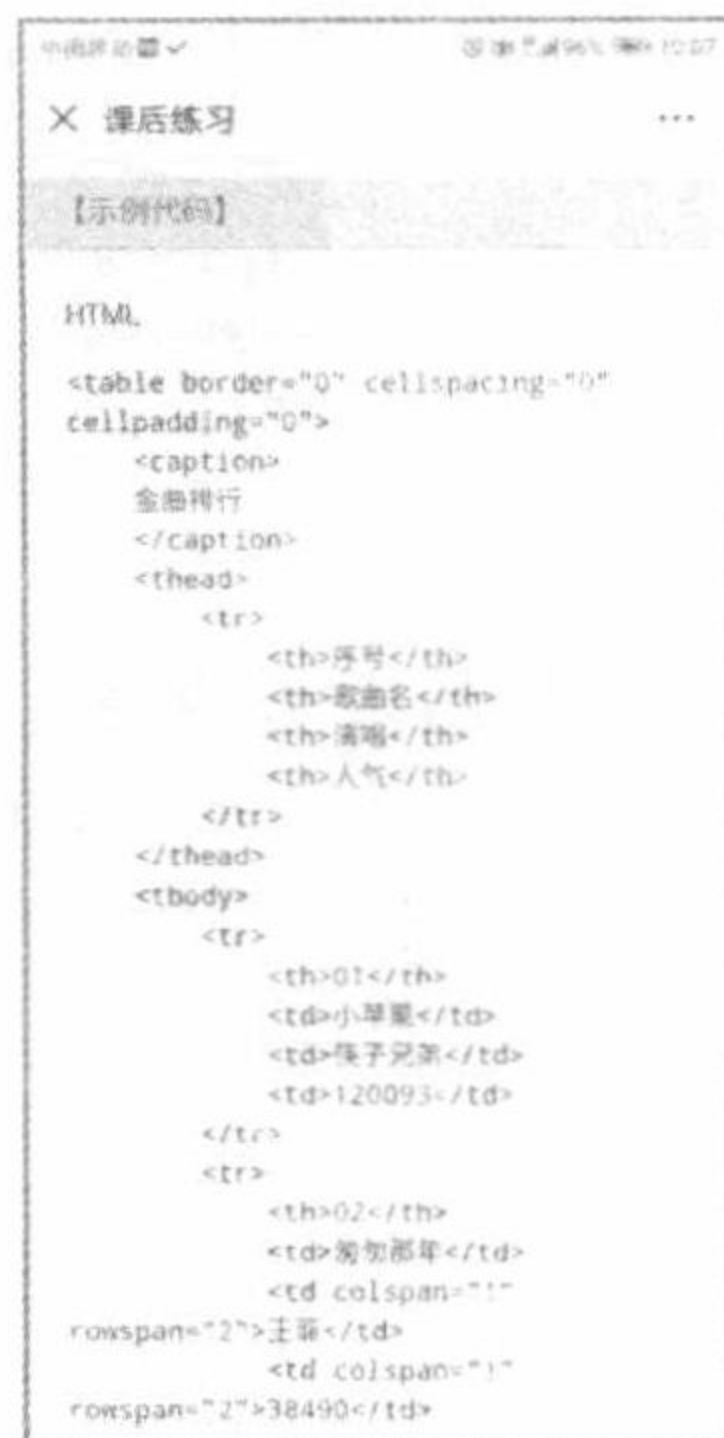 × 课后练习 ...
【示例代码】
HTML
<table border="0" cellspacing="0"
cellpadding="0">
<caption>
金曲排行
</caption>
<thead>
<tr>
<th>序号</th>
<th>歌曲名</th>
<th>演唱</th>
<th>人气</th>
</tr>
</thead>
<tbody>
<tr>
<th>01</th>
<td>小苹果</td>
<td>筷子兄弟</td>
<td>120093</td>
</tr>
<tr>
<th>02</th>
<td>匆匆那年</td>
<td colspan="1"
rowspan="2">王菲</td>
<td colspan="1"
rowspan="2">38490</td>